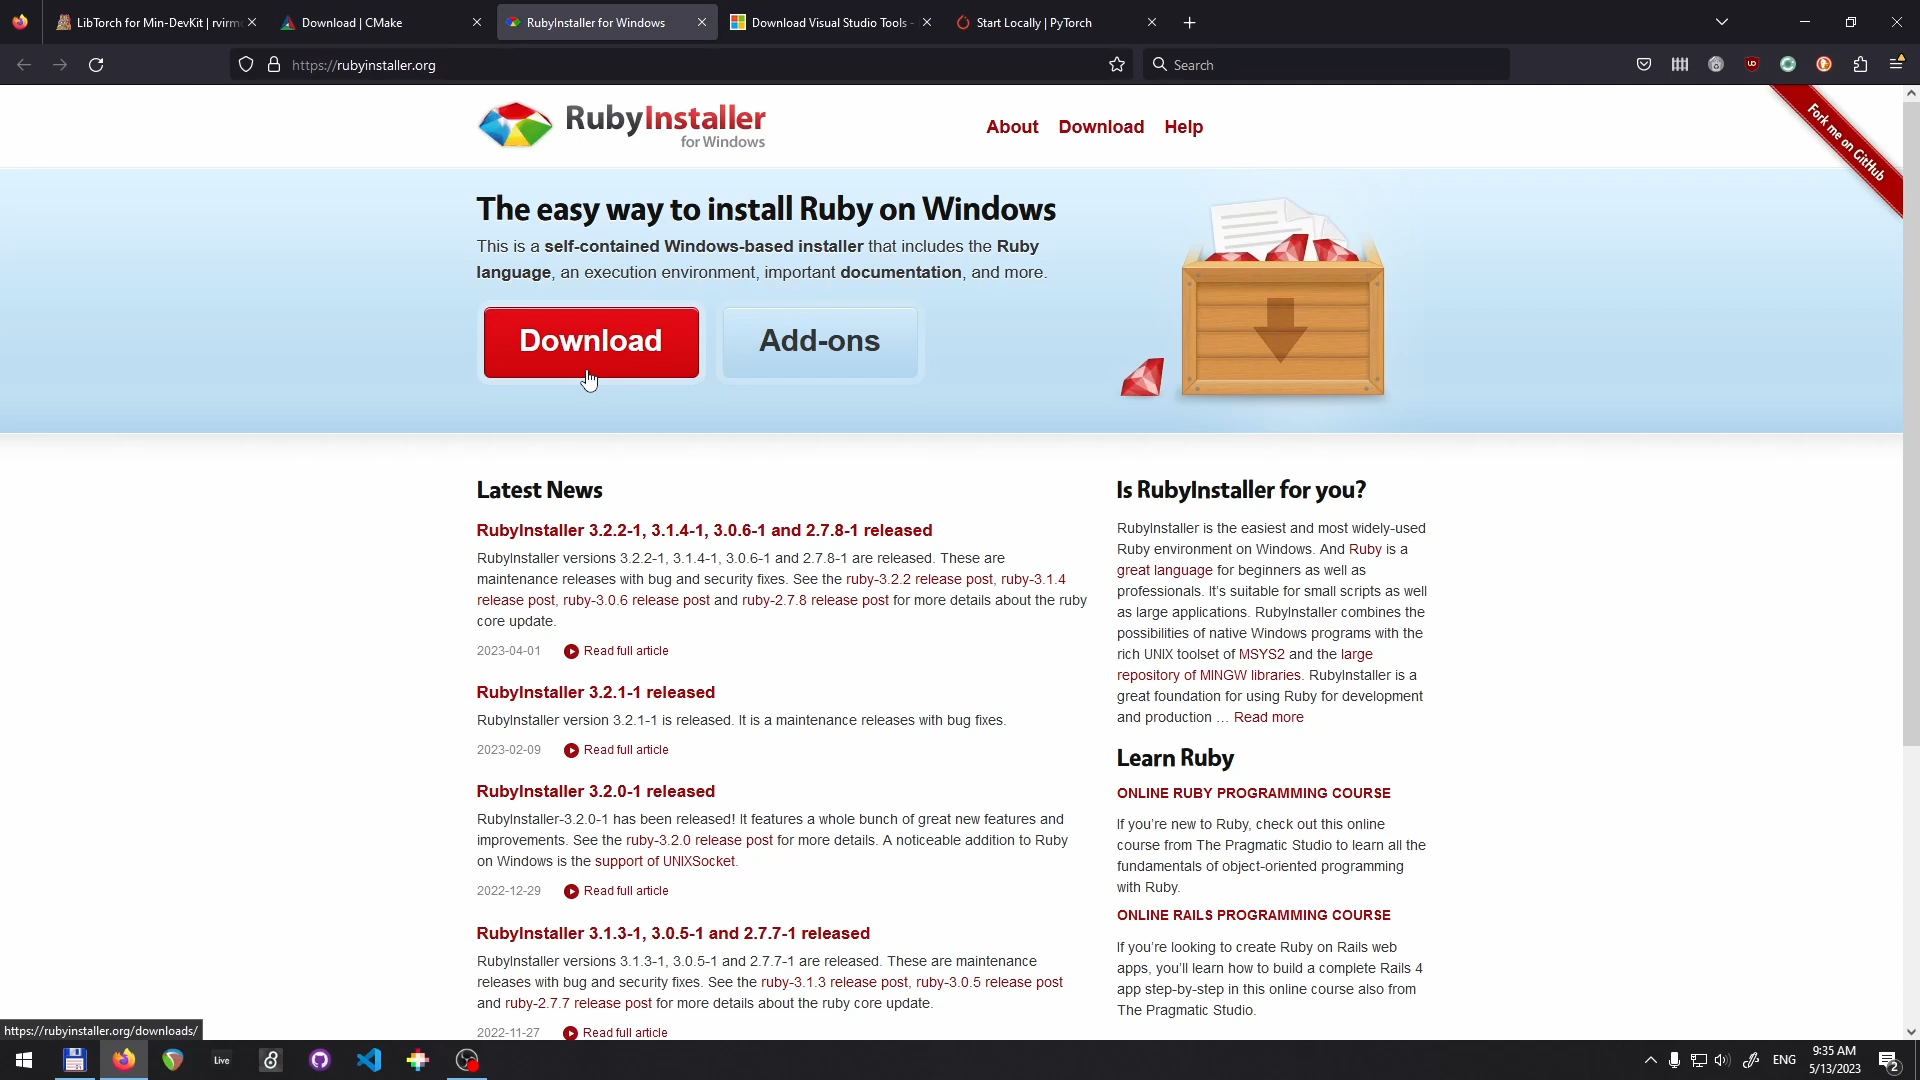 LibTorch for Min-DevKit | rvirm
Download | CMake
RubyInstaller for Windows
Download Visual Studio Tools -
Start Locally | PyTorch
https://rubyinstaller.org
Search
RubyInstaller
for Windows
About
Download
Help
Fork me on GitHub
The easy way to install Ruby on Windows
This is a self-contained Windows-based installer that includes the Ruby
language, an execution environment, important documentation, and more.
Download
Add-ons
Latest News
RubyInstaller 3.2.2-1, 3.1.4-1, 3.0.6-1 and 2.7.8-1 released
RubyInstaller versions 3.2.2-1, 3.1.4-1, 3.0.6-1 and 2.7.8-1 are released. These are
maintenance releases with bug and security fixes. See the ruby-3.2.2 release post, ruby-3.1.4
release post, ruby-3.0.6 release post and ruby-2.7.8 release post for more details about the ruby
core update.
2023-04-01
Read full article
RubyInstaller 3.2.1-1 released
RubyInstaller version 3.2.1-1 is released. It is a maintenance releases with bug fixes.
2023-02-09
Read full article
RubyInstaller 3.2.0-1 released
RubyInstaller-3.2.0-1 has been released! It features a whole bunch of great new features and
improvements. See the ruby-3.2.0 release post for more details. A noticeable addition to Ruby
on Windows is the support of UNIXSocket.
2022-12-29
Read full article
RubyInstaller 3.1.3-1, 3.0.5-1 and 2.7.7-1 released
RubyInstaller versions 3.1.3-1, 3.0.5-1 and 2.7.7-1 are released. These are maintenance
releases with bug and security fixes. See the ruby-3.1.3 release post, ruby-3.0.5 release post
and ruby-2.7.7 release post for more details about the ruby core update.
2022-11-27
Read full article
Is RubyInstaller for you?
RubyInstaller is the easiest and most widely-used
Ruby environment on Windows. And Ruby is a
great language for beginners as well as
professionals. It's suitable for small scripts as well
as large applications. RubyInstaller combines the
possibilities of native Windows programs with the
rich UNIX toolset of MSYS2 and the large
repository of MINGW libraries. RubyInstaller is a
great foundation for using Ruby for development
and production … Read more
Learn Ruby
ONLINE RUBY PROGRAMMING COURSE
If you're new to Ruby, check out this online
course from The Pragmatic Studio to learn all the
fundamentals of object-oriented programming
with Ruby.
ONLINE RAILS PROGRAMMING COURSE
If you're looking to create Ruby on Rails web
apps, you'll learn how to build a complete Rails 4
app step-by-step in this online course also from
The Pragmatic Studio.
https://rubyinstaller.org/downloads/
Live
ENG
9:35 AM
5/13/2023
2